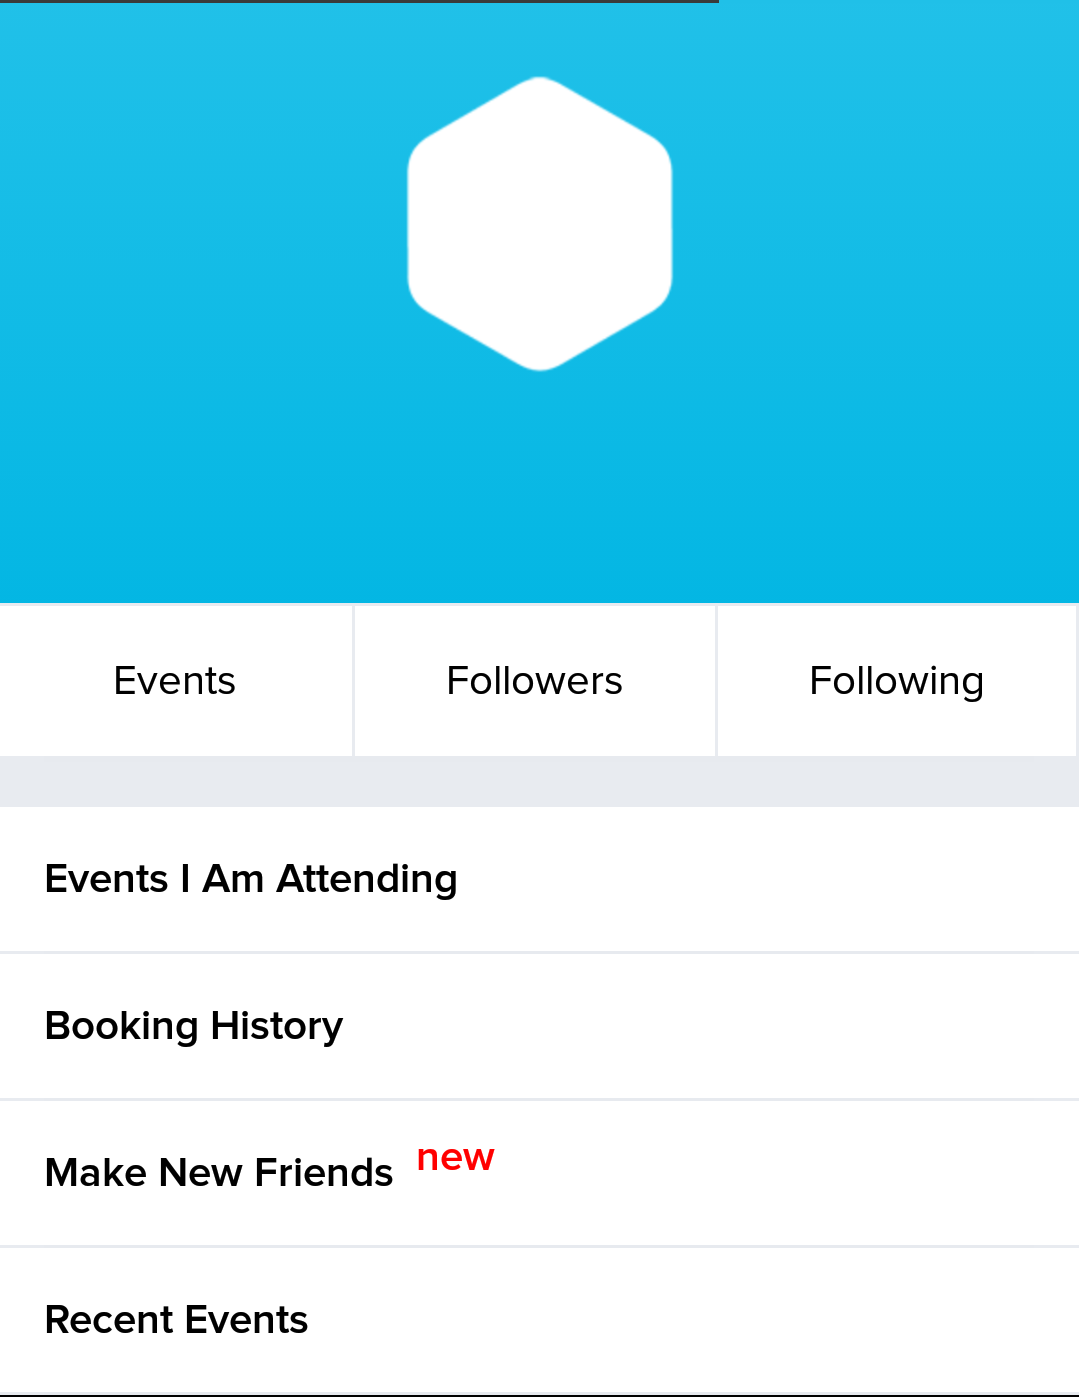 Events
Followers
Following
Events I Am Attending
Booking History
Make New Friends new
Recent Events